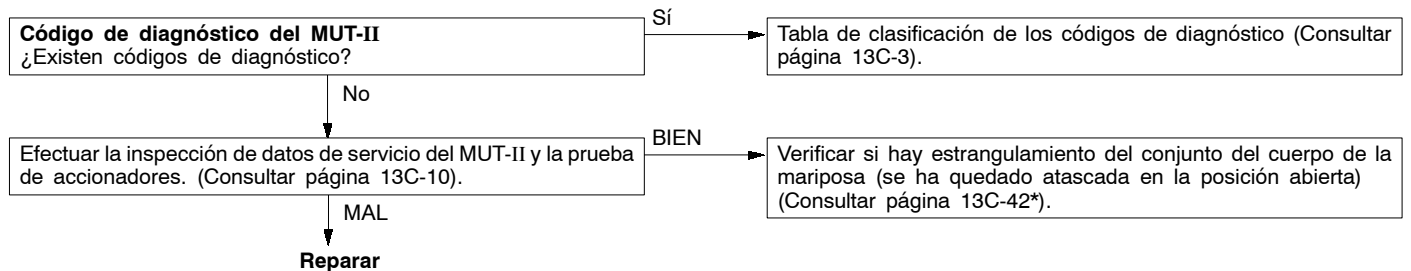 Código de diagnóstico del MUT-II
¿Existen códigos de diagnóstico?
Sí
Tabla de clasificación de los códigos de diagnóstico (Consultar
página 13C-3).
No
Efectuar la inspección de datos de servicio del MUT-II y la prueba
de accionadores. (Consultar página 13C-10).
BIEN
Verificar si hay estrangulamiento del conjunto del cuerpo de la
mariposa (se ha quedado atascada en la posición abierta)
(Consultar página 13C-42*).
MAL
Reparar